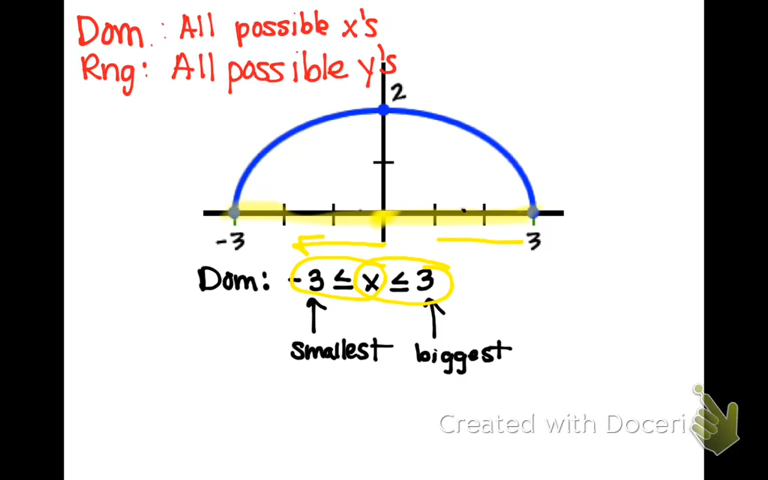 Dom : All possible x's
Rng: All possible y's
2
-3 3
Dom: -3 ≤ x ≤ 3
smallest biggest
Created with Doceri